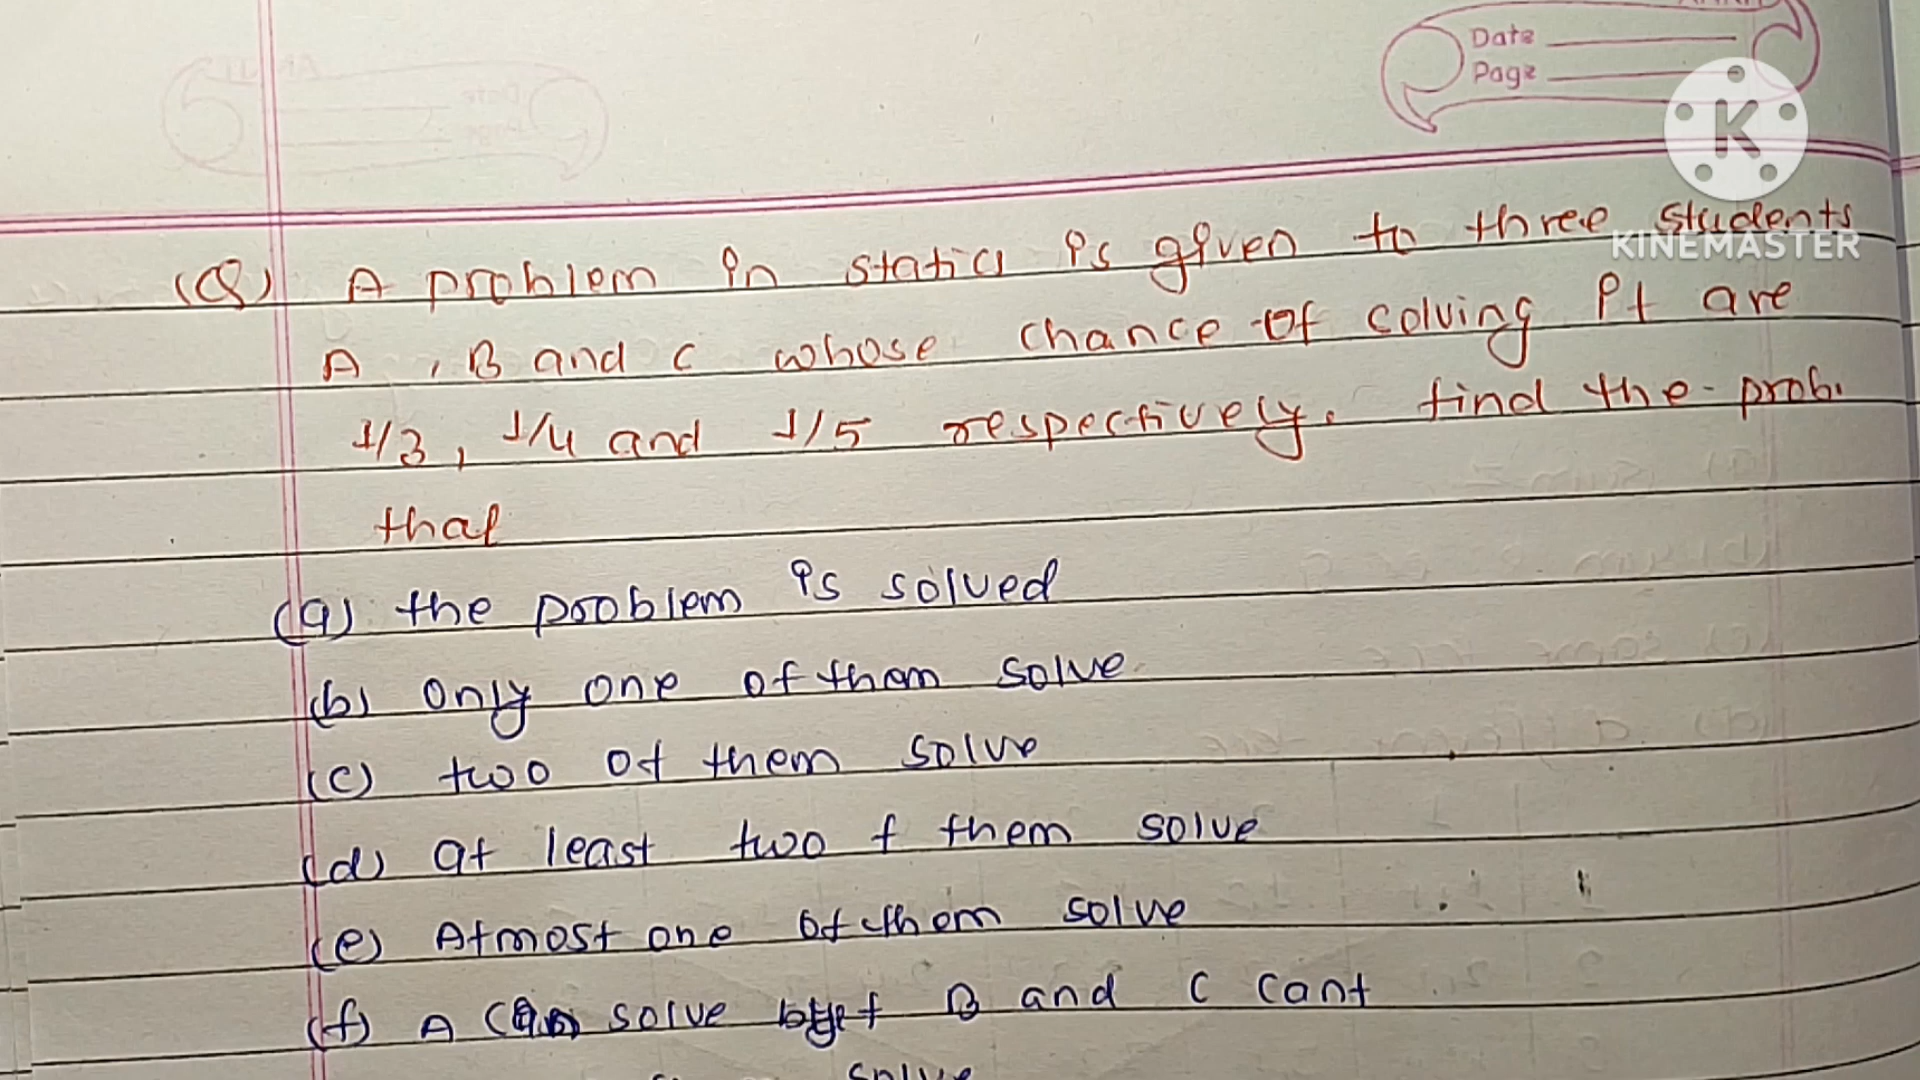 Date
Page
K
KINEMASTER
(Q) A problem in statics is given to three students
A , B and C whose chance of solving it are
1/3, 1/4 and 1/5 respectively. find the prob.
that
(a) the problem is solved
(b) only one of them solve
(c) two of them solve
(d) at least two f them solve
(e) Atmost one of them solve
(f) A can solve but B and C cant
solve